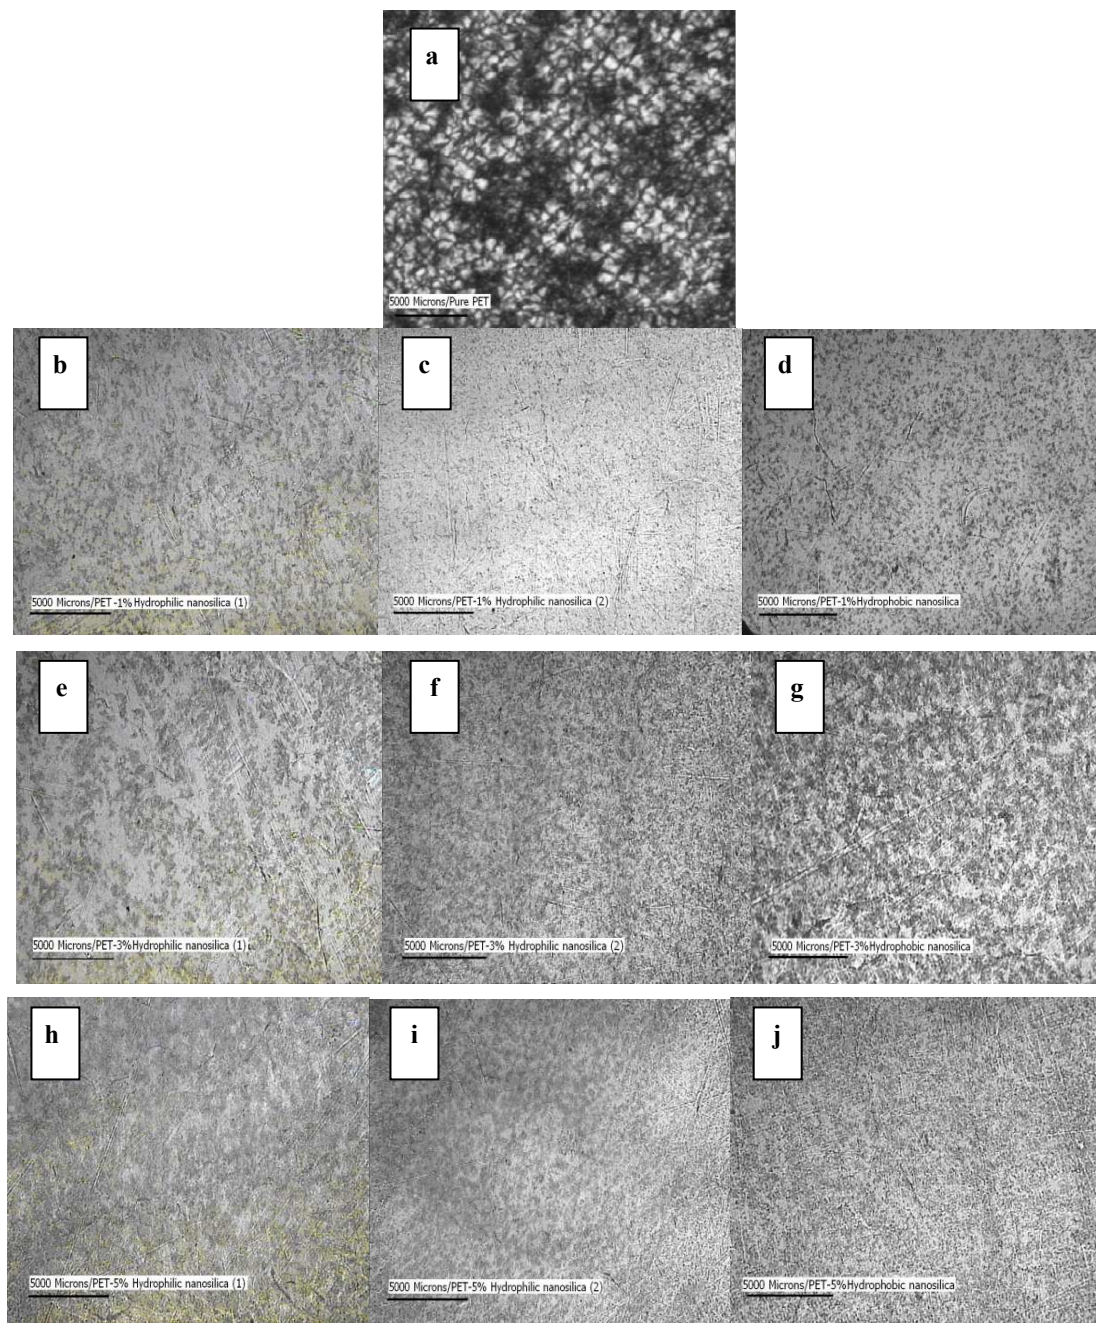 a
5000 Microns/Pure PET
b
c
d
5000 Microns/PET -1% Hydrophilic nanosilica (1)
5000 Microns/PET-1% Hydrophilic nanosilica (2)
5000 Microns/PET-1%Hydrophobic nanosilica
e
f
g
5000 Microns/PET-3%Hydrophilic nanosilica (1)
5000 Microns/PET-3% Hydrophilic nanosilica (2)
5000 Microns/PET-3%Hydrophobic nanosilica
h
i
j
5000 Microns/PET-5% Hydrophilic nanosilica (1)
5000 Microns/PET-5% Hydrophilic nanosilica (2)
5000 Microns/PET-5%Hydrophobic nanosilica